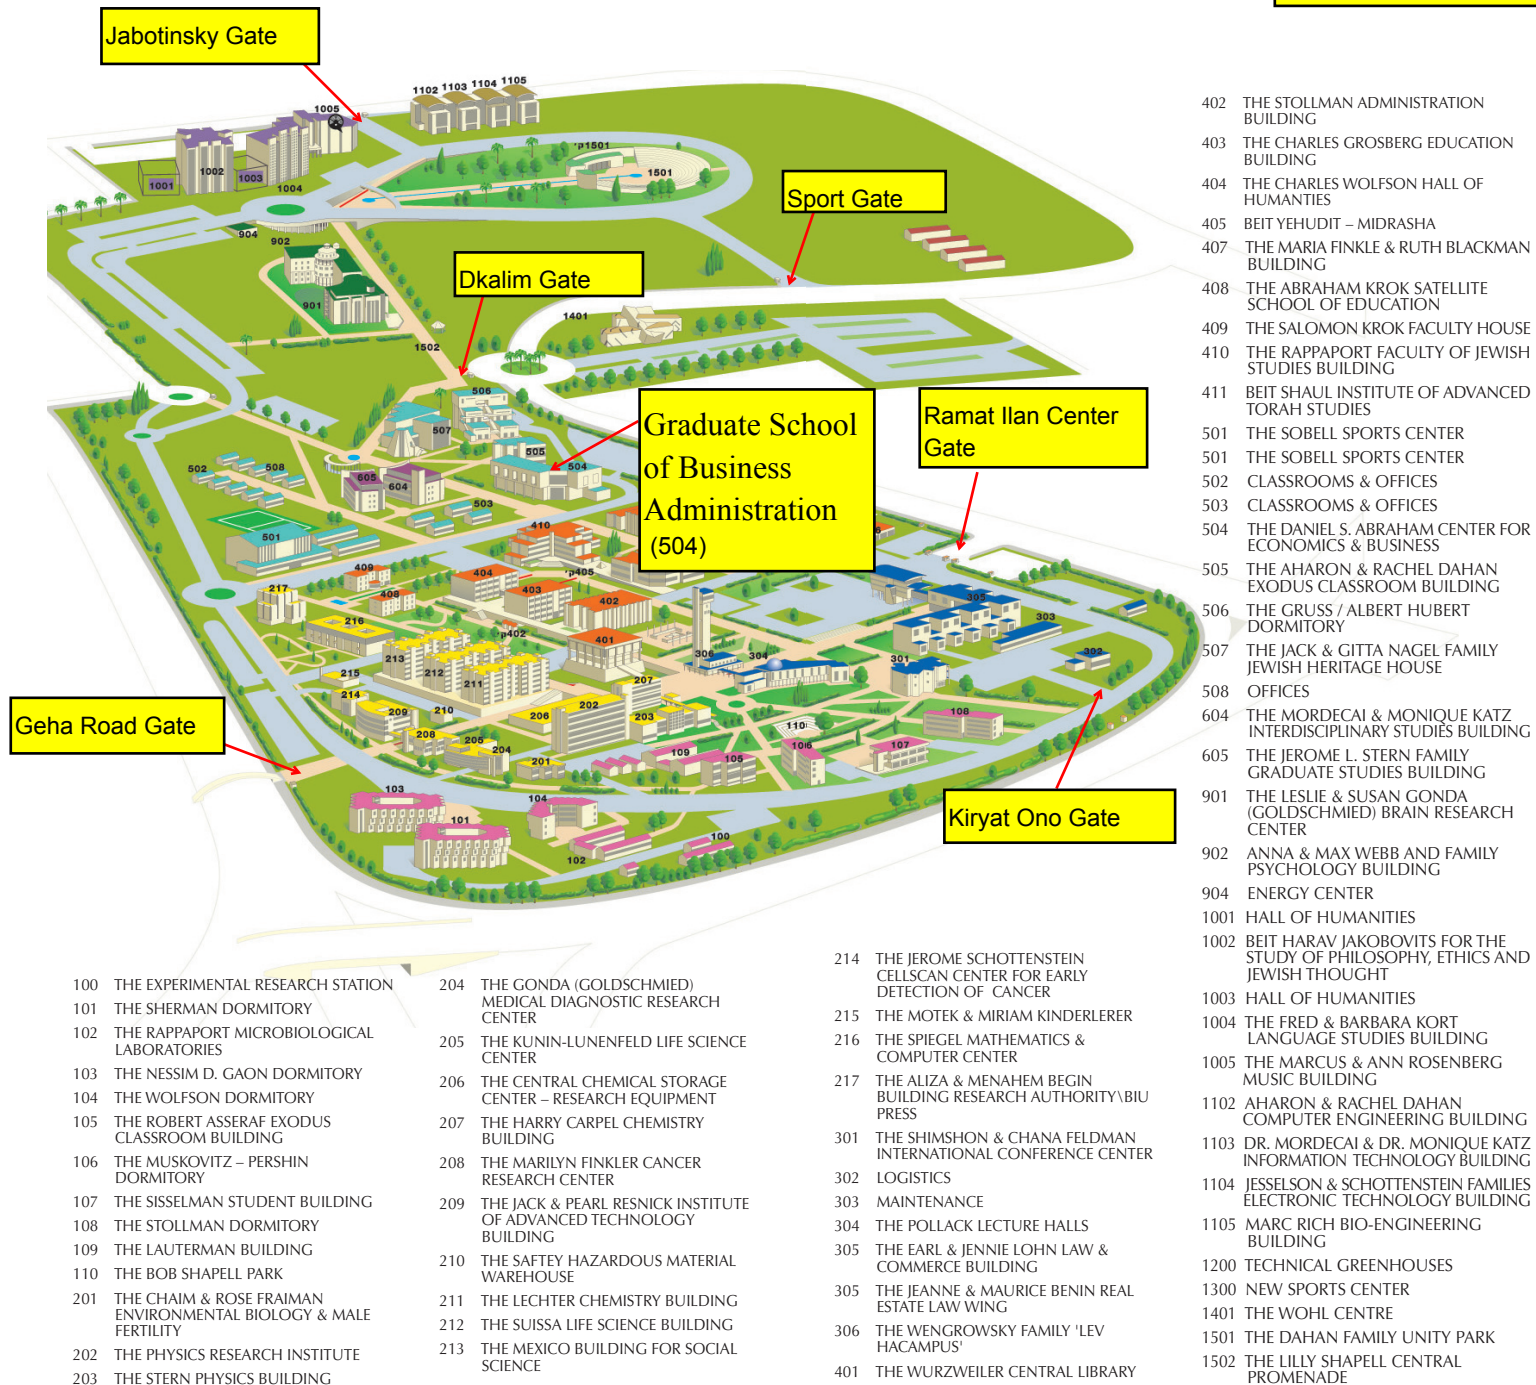 Jabotinsky Gate
Sport Gate
Dkalim Gate
Graduate School
of Business
Administration
(504)
Ramat Ilan Center
Gate
Geha Road Gate
Kiryat Ono Gate
1102 1103 1104 1105
1005
1001
1002
1003
1004
'p1501
1501
904
902
901
1401
1502
506
507
505
504
502
508
605
604
503
501
410
409
408
404
403
'p405
402
217
216
p402
401
305
303
213
212
211
306
304
301
302
215
214
209
210
207
206
202
203
208
205
204
201
110
108
109
105
106
107
103
104
101
102
100
100 THE EXPERIMENTAL RESEARCH STATION
101 THE SHERMAN DORMITORY
102 THE RAPPAPORT MICROBIOLOGICAL
LABORATORIES
103 THE NESSIM D. GAON DORMITORY
104 THE WOLFSON DORMITORY
105 THE ROBERT ASSERAF EXODUS
CLASSROOM BUILDING
106 THE MUSKOVITZ – PERSHIN
DORMITORY
107 THE SISSELMAN STUDENT BUILDING
108 THE STOLLMAN DORMITORY
109 THE LAUTERMAN BUILDING
110 THE BOB SHAPELL PARK
201 THE CHAIM & ROSE FRAIMAN
ENVIRONMENTAL BIOLOGY & MALE
FERTILITY
202 THE PHYSICS RESEARCH INSTITUTE
203 THE STERN PHYSICS BUILDING
204 THE GONDA (GOLDSCHMIED)
MEDICAL DIAGNOSTIC RESEARCH
CENTER
205 THE KUNIN-LUNENFELD LIFE SCIENCE
CENTER
206 THE CENTRAL CHEMICAL STORAGE
CENTER – RESEARCH EQUIPMENT
207 THE HARRY CARPEL CHEMISTRY
BUILDING
208 THE MARILYN FINKLER CANCER
RESEARCH CENTER
209 THE JACK & PEARL RESNICK INSTITUTE
OF ADVANCED TECHNOLOGY
BUILDING
210 THE SAFTEY HAZARDOUS MATERIAL
WAREHOUSE
211 THE LECHTER CHEMISTRY BUILDING
212 THE SUISSA LIFE SCIENCE BUILDING
213 THE MEXICO BUILDING FOR SOCIAL
SCIENCE
214 THE JEROME SCHOTTENSTEIN
CELLSCAN CENTER FOR EARLY
DETECTION OF CANCER
215 THE MOTEK & MIRIAM KINDERLERER
216 THE SPIEGEL MATHEMATICS &
COMPUTER CENTER
217 THE ALIZA & MENAHEM BEGIN
BUILDING RESEARCH AUTHORITY\BIU
PRESS
301 THE SHIMSHON & CHANA FELDMAN
INTERNATIONAL CONFERENCE CENTER
302 LOGISTICS
303 MAINTENANCE
304 THE POLLACK LECTURE HALLS
305 THE EARL & JENNIE LOHN LAW &
COMMERCE BUILDING
305 THE JEANNE & MAURICE BENIN REAL
ESTATE LAW WING
306 THE WENGROWSKY FAMILY 'LEV
HACAMPUS'
401 THE WURZWEILER CENTRAL LIBRARY
402 THE STOLLMAN ADMINISTRATION
BUILDING
403 THE CHARLES GROSBERG EDUCATION
BUILDING
404 THE CHARLES WOLFSON HALL OF
HUMANTIES
405 BEIT YEHUDIT – MIDRASHA
407 THE MARIA FINKLE & RUTH BLACKMAN
BUILDING
408 THE ABRAHAM KROK SATELLITE
SCHOOL OF EDUCATION
409 THE SALOMON KROK FACULTY HOUSE
410 THE RAPPAPORT FACULTY OF JEWISH
STUDIES BUILDING
411 BEIT SHAUL INSTITUTE OF ADVANCED
TORAH STUDIES
501 THE SOBELL SPORTS CENTER
501 THE SOBELL SPORTS CENTER
502 CLASSROOMS & OFFICES
503 CLASSROOMS & OFFICES
504 THE DANIEL S. ABRAHAM CENTER FOR
ECONOMICS & BUSINESS
505 THE AHARON & RACHEL DAHAN
EXODUS CLASSROOM BUILDING
506 THE GRUSS / ALBERT HUBERT
DORMITORY
507 THE JACK & GITTA NAGEL FAMILY
JEWISH HERITAGE HOUSE
508 OFFICES
604 THE MORDECAI & MONIQUE KATZ
INTERDISCIPLINARY STUDIES BUILDING
605 THE JEROME L. STERN FAMILY
GRADUATE STUDIES BUILDING
901 THE LESLIE & SUSAN GONDA
(GOLDSCHMIED) BRAIN RESEARCH
CENTER
902 ANNA & MAX WEBB AND FAMILY
PSYCHOLOGY BUILDING
904 ENERGY CENTER
1001 HALL OF HUMANITIES
1002 BEIT HARAV JAKOBOVITS FOR THE
STUDY OF PHILOSOPHY, ETHICS AND
JEWISH THOUGHT
1003 HALL OF HUMANITIES
1004 THE FRED & BARBARA KORT
LANGUAGE STUDIES BUILDING
1005 THE MARCUS & ANN ROSENBERG
MUSIC BUILDING
1102 AHARON & RACHEL DAHAN
COMPUTER ENGINEERING BUILDING
1103 DR. MORDECAI & DR. MONIQUE KATZ
INFORMATION TECHNOLOGY BUILDING
1104 JESSELSON & SCHOTTENSTEIN FAMILIES
ELECTRONIC TECHNOLOGY BUILDING
1105 MARC RICH BIO-ENGINEERING
BUILDING
1200 TECHNICAL GREENHOUSES
1300 NEW SPORTS CENTER
1401 THE WOHL CENTRE
1501 THE DAHAN FAMILY UNITY PARK
1502 THE LILLY SHAPELL CENTRAL
PROMENADE